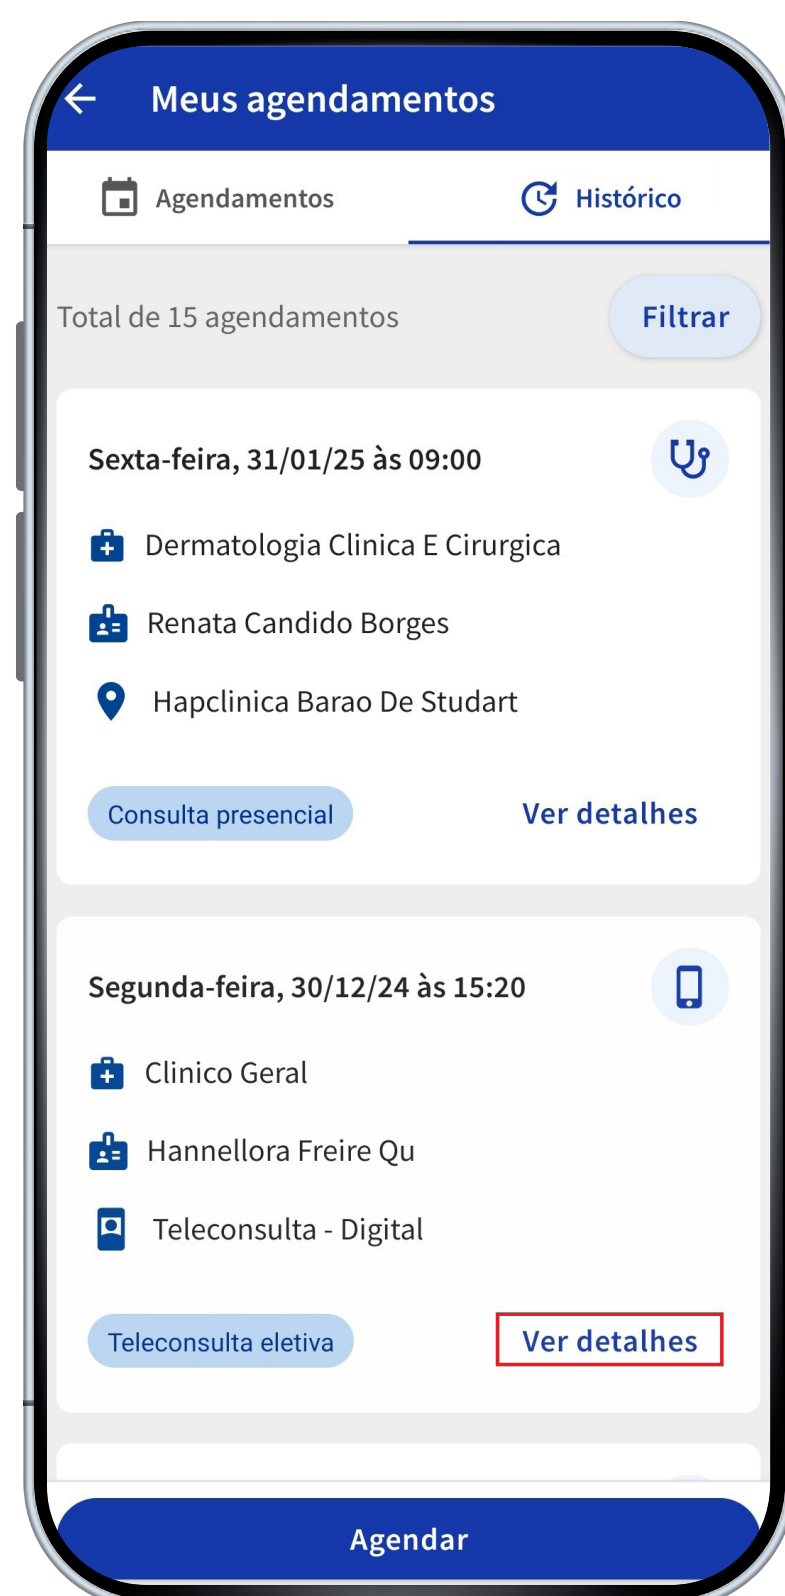 Meus agendamentos
Agendamentos
Histórico
Total de 15 agendamentos
Filtrar
Sexta-feira, 31/01/25 às 09:00
Dermatologia Clinica E Cirurgica
Renata Candido Borges
Hapclinica Barao De Studart
Consulta presencial
Ver detalhes
Segunda-feira, 30/12/24 às 15:20
Clinico Geral
Hannellora Freire Qu
Teleconsulta - Digital
Teleconsulta eletiva
Ver detalhes
Agendar